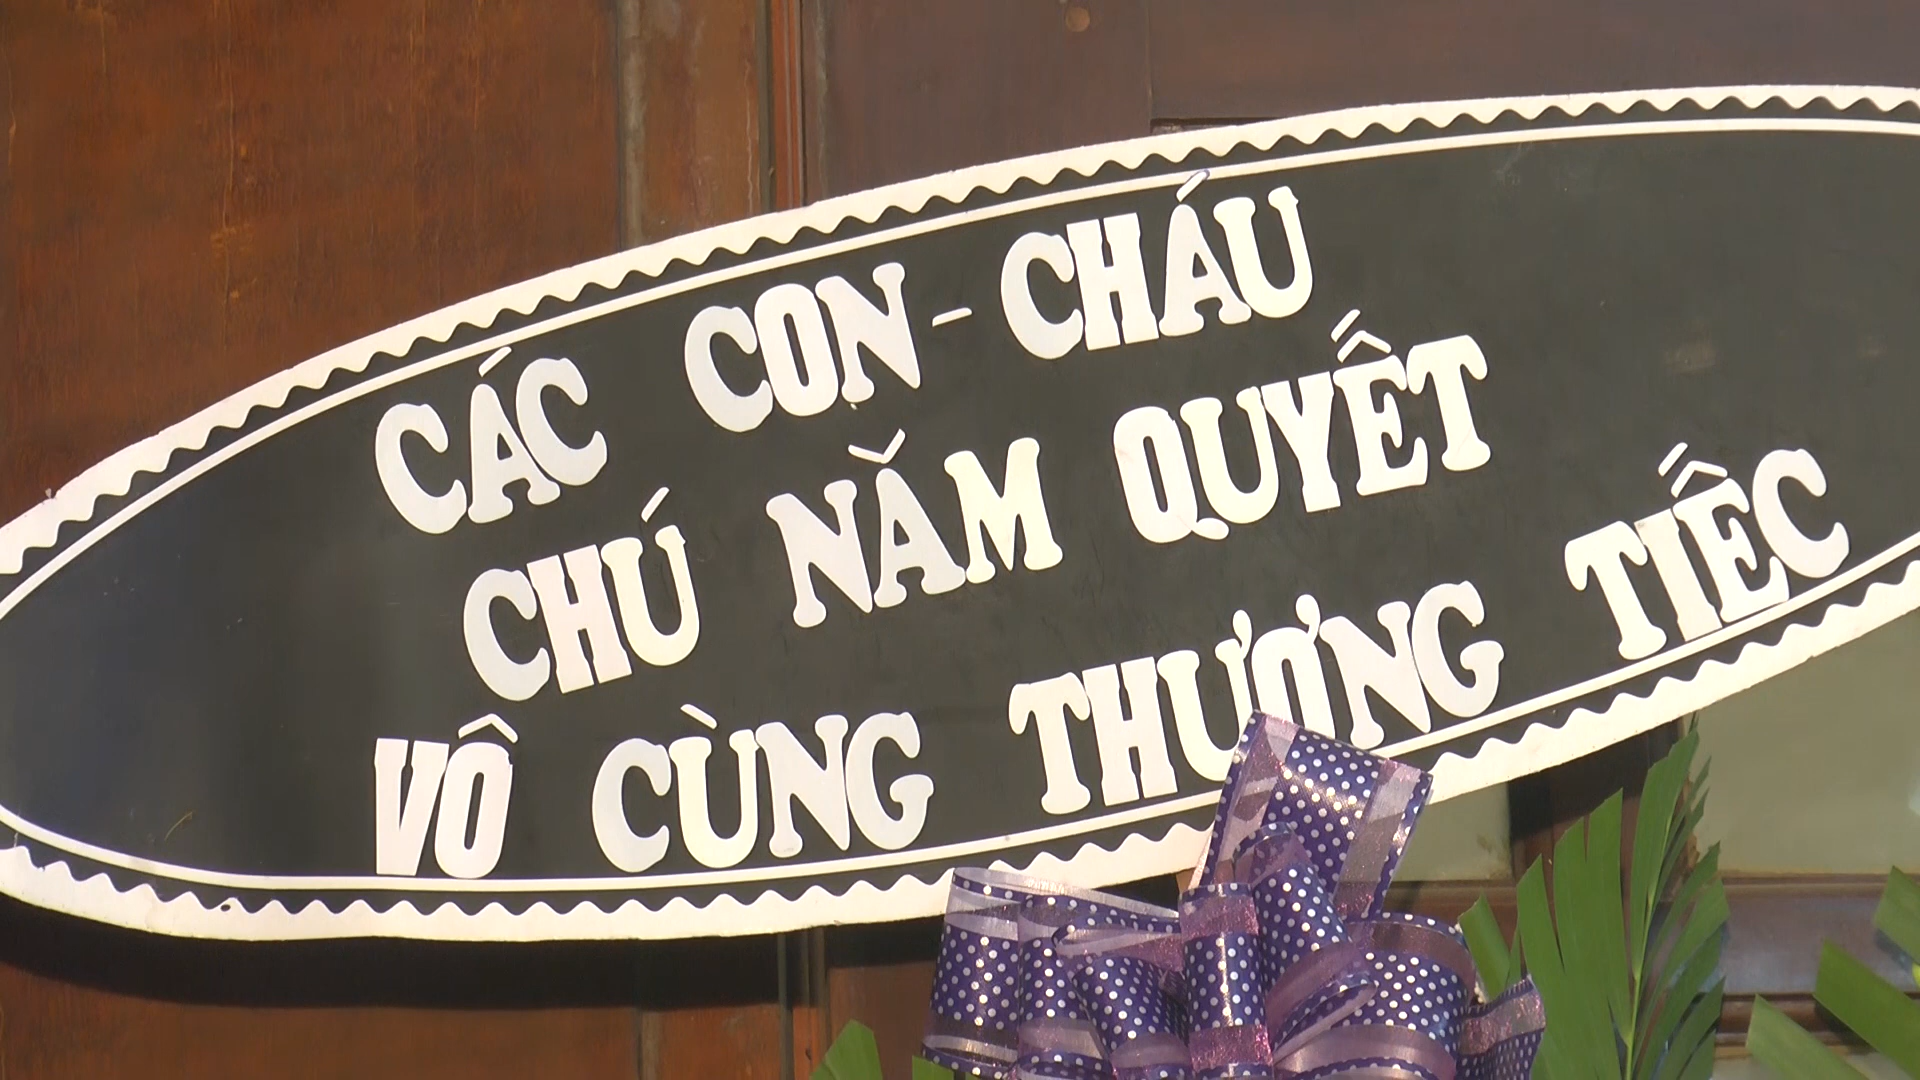 CÁC CON - CHÁU
CHÚ NĂM QUYẾT
VÔ CÙNG THƯƠNG TIẾC